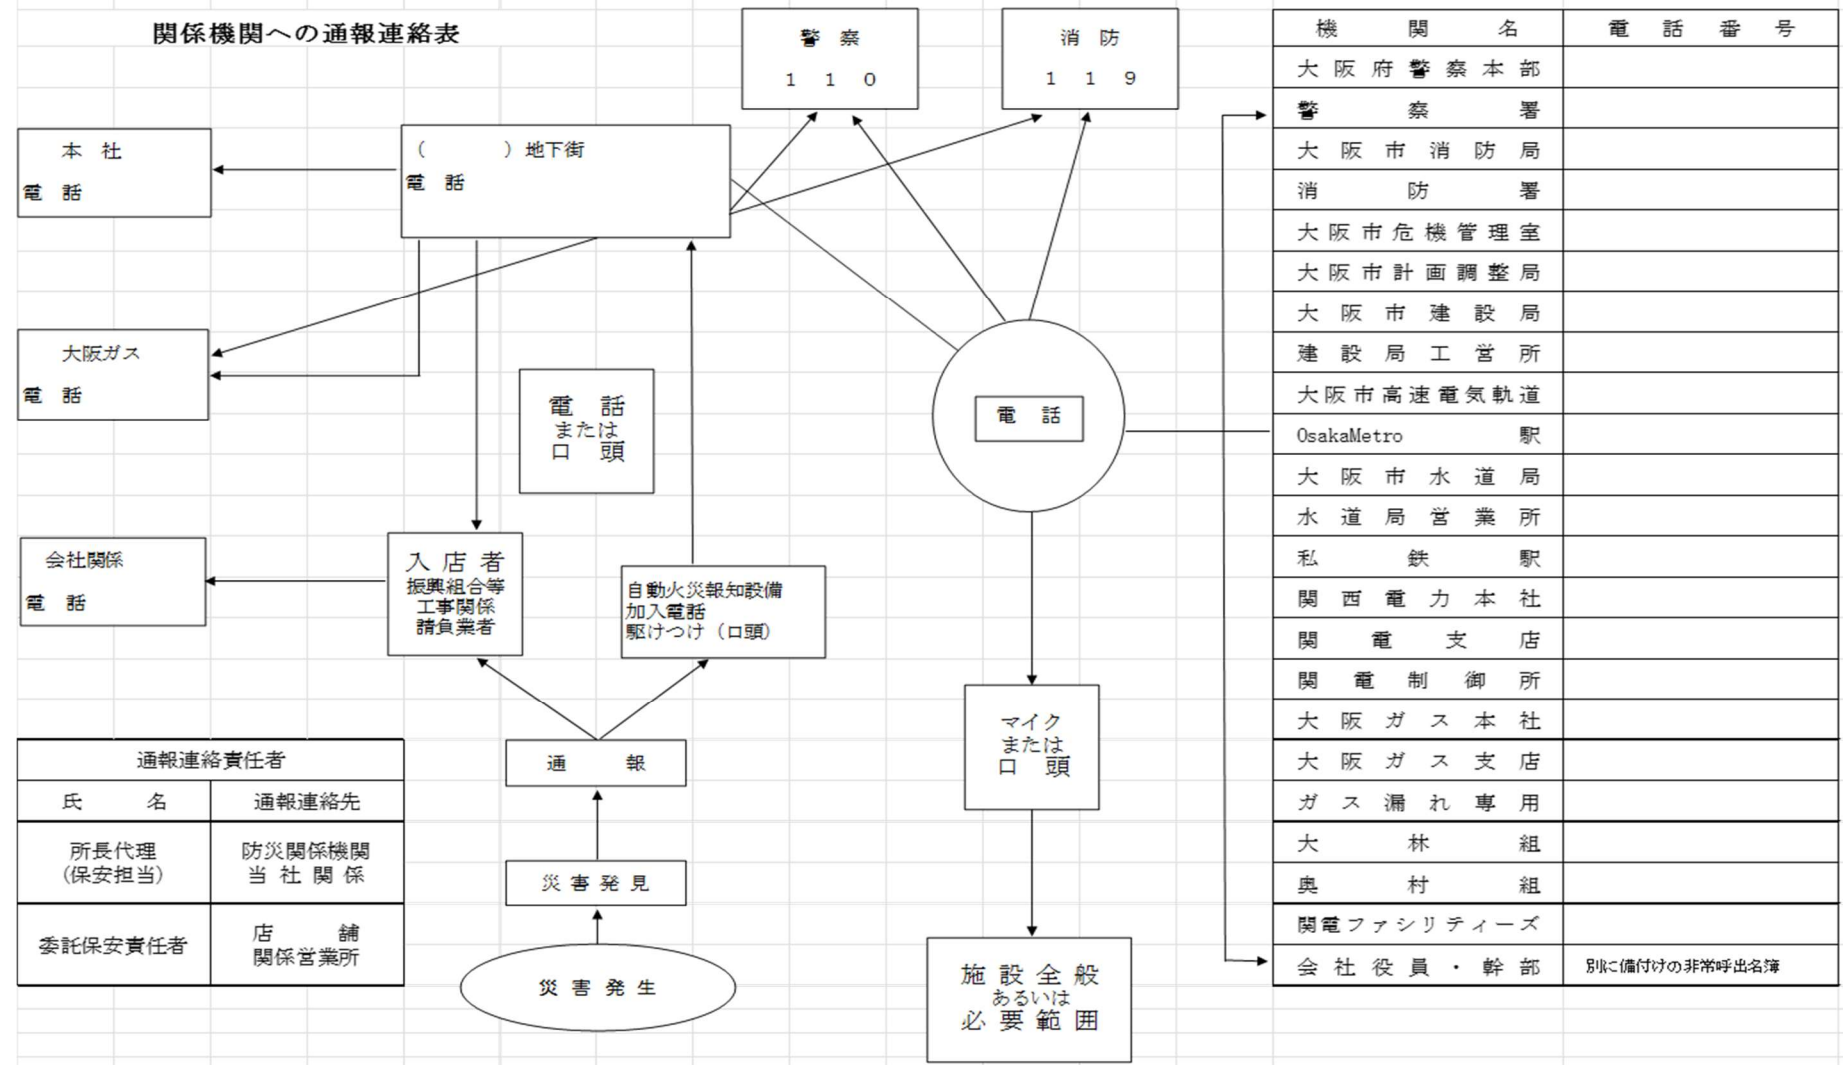 関係機関への通報連絡表
警 察
１ １ ０
消 防
１ １ ９
本 社
電 話
（　　　　）地下街
電 話
大阪ガス
電 話
電 話
または
口 頭
電 話
会社関係
電 話
入 店 者
振興組合等
工事関係
請負業者
自動火災報知設備
加入電話
駆けつけ（口頭）
マイク
または
口 頭
通 報
災 害 発 見
災 害 発 生
施 設 全 般
あるいは
必 要 範 囲
通報連絡責任者
氏 名 通報連絡先
所長代理
(保安担当)
防災関係機関
当 社 関 係
委託保安責任者
店 舗
関係営業所
機 関 名 電 話 番 号
大 阪 府 警 察 本 部
警 察 署
大 阪 市 消 防 局
消 防 署
大 阪 市 危 機 管 理 室
大 阪 市 計 画 調 整 局
大 阪 市 建 設 局
建 設 局 工 営 所
大 阪 市 高 速 電 気 軌 道
OsakaMetro 駅
大 阪 市 水 道 局
水 道 局 営 業 所
私 鉄 駅
関 西 電 力 本 社
関 電 支 店
関 電 制 御 所
大 阪 ガ ス 本 社
大 阪 ガ ス 支 店
ガ ス 漏 れ 専 用
大 林 組
奥 村 組
関 電 フ ァ シ リ テ ィ ー ズ
会 社 役 員 ・ 幹 部 別に備付けの非常呼出名簿